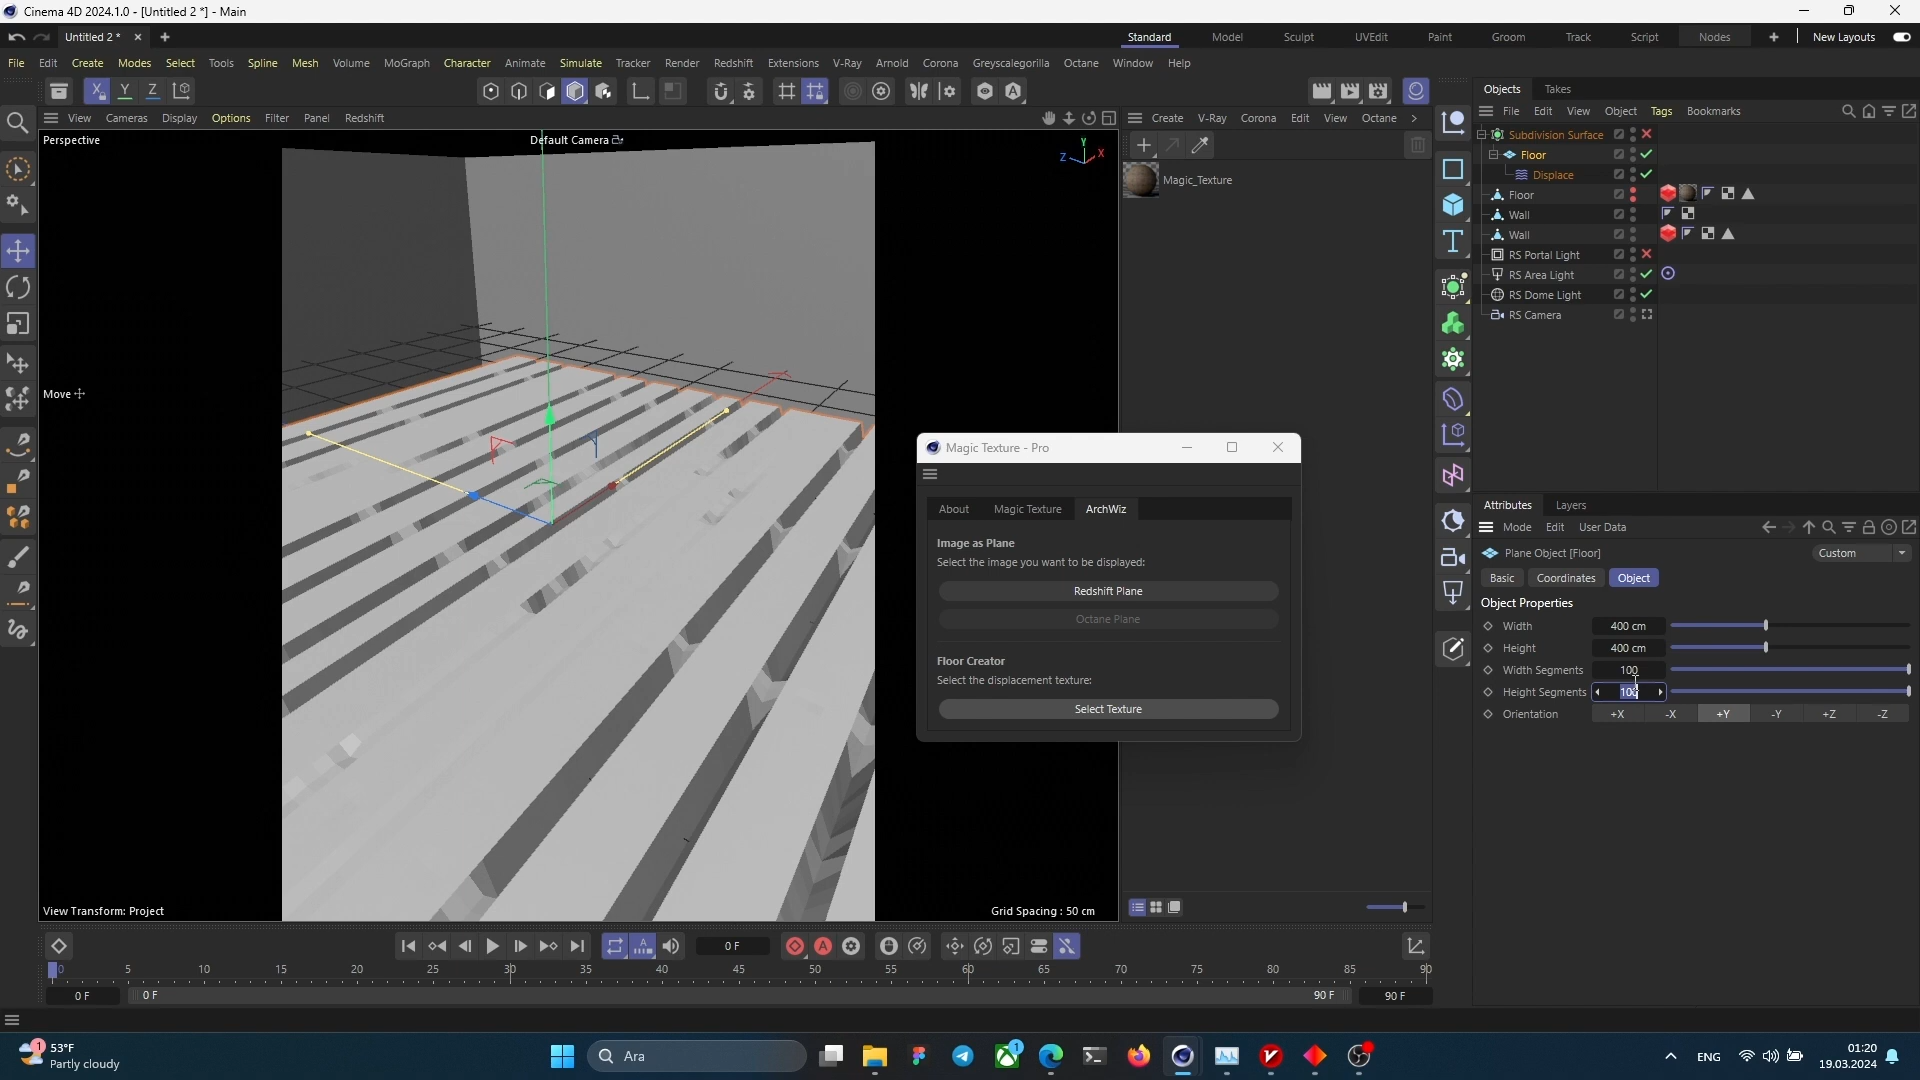 Cinema 4D 2024.1.0 - [Untitled 2 *] - Main
Untitled 2 *
Standard Model Sculpt UVEdit Paint Groom Track Script Nodes New Layouts
File Edit Create Modes Select Tools Spline Mesh Volume MoGraph Character Animate Simulate Tracker Render Redshift Extensions V-Ray Arnold Corona Greyscalegorilla Octane Window Help
X Y Z
View Cameras Display Options Filter Panel Redshift
Create V-Ray Corona Edit View Octane
Objects Takes
File Edit View Object Tags Bookmarks
Perspective
Default Camera
Y
Z X
Magic_Texture
Subdivision Surface
Floor
Displace
Floor
Wall
Wall
RS Portal Light
RS Area Light
RS Dome Light
RS Camera
Move
Magic Texture - Pro
About Magic Texture ArchWiz
Image as Plane
Select the image you want to be displayed:
Redshift Plane
Octane Plane
Floor Creator
Select the displacement texture:
Select Texture
Attributes Layers
Mode Edit User Data
Plane Object [Floor]
Custom
Basic Coordinates Object
Object Properties
Width 400 cm
Height 400 cm
Width Segments 100
Height Segments 100
Orientation +X -X +Y -Y +Z -Z
View Transform: Project
Grid Spacing : 50 cm
0 F
0 5 10 15 20 25 30 35 40 45 50 55 60 65 70 75 80 85 90
0 F 0 F 90 F 90 F
1
53°F
Partly cloudy
Ara
1
ENG
01:20
19.03.2024